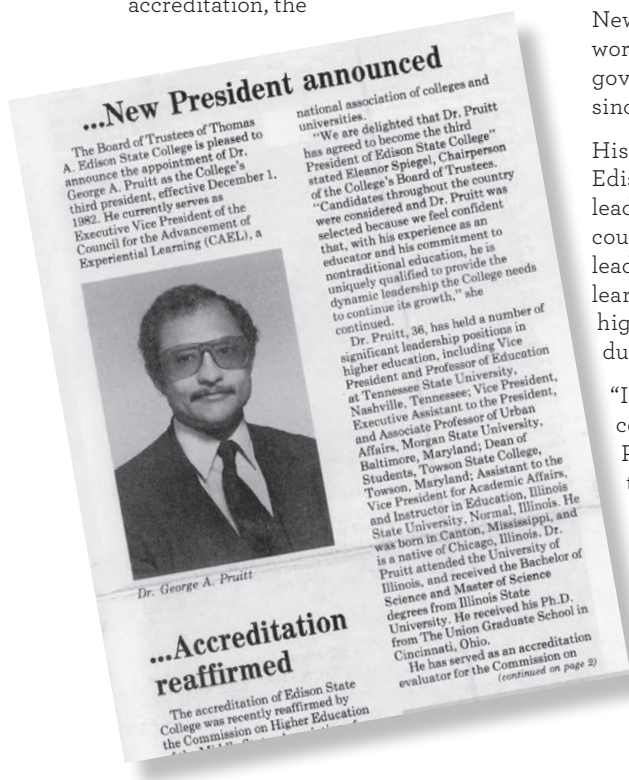 accreditation, the
...New President announced
The Board of Trustees of Thomas
A. Edison State College is pleased to
announce the appointment of Dr.
George A. Pruitt as the College's
third president, effective December 1,
1982. He currently serves as
Executive Vice President of the
Council for the Advancement of
Experiential Learning (CAEL), a
Dr. George A. Pruitt
...Accreditation
reaffirmed
The accreditation of Edison State
College was recently reaffirmed by
the Commission on Higher Education
national association of colleges and
universities.
"We are delighted that Dr. Pruitt
has agreed to become the third
President of Edison State College"
stated Eleanor Spiegel, Chairperson
of the College's Board of Trustees.
"Candidates throughout the country
were considered and Dr. Pruitt was
selected because we feel confident
that, with his experience as an
educator and his commitment to
nontraditional education, he is
uniquely qualified to provide the
dynamic leadership the College needs
to continue its growth," she
continued.
Dr. Pruitt, 36, has held a number of
significant leadership positions in
higher education, including Vice
President and Professor of Education
at Tennessee State University,
Nashville, Tennessee; Vice President,
Executive Assistant to the President,
and Associate Professor of Urban
Affairs, Morgan State University,
Baltimore, Maryland; Dean of
Students, Towson State College,
Towson, Maryland; Assistant to the
Vice President for Academic Affairs,
and Instructor in Education, Illinois
State University, Normal, Illinois. He
was born in Canton, Mississippi, and
is a native of Chicago, Illinois. Dr.
Pruitt attended the University of
Illinois, and received the Bachelor of
Science and Master of Science
degrees from Illinois State
University. He received his Ph.D.
from The Union Graduate School in
Cincinnati, Ohio.
He has served as an accreditation
evaluator for the Commission on
(continued on page 2)
New
His